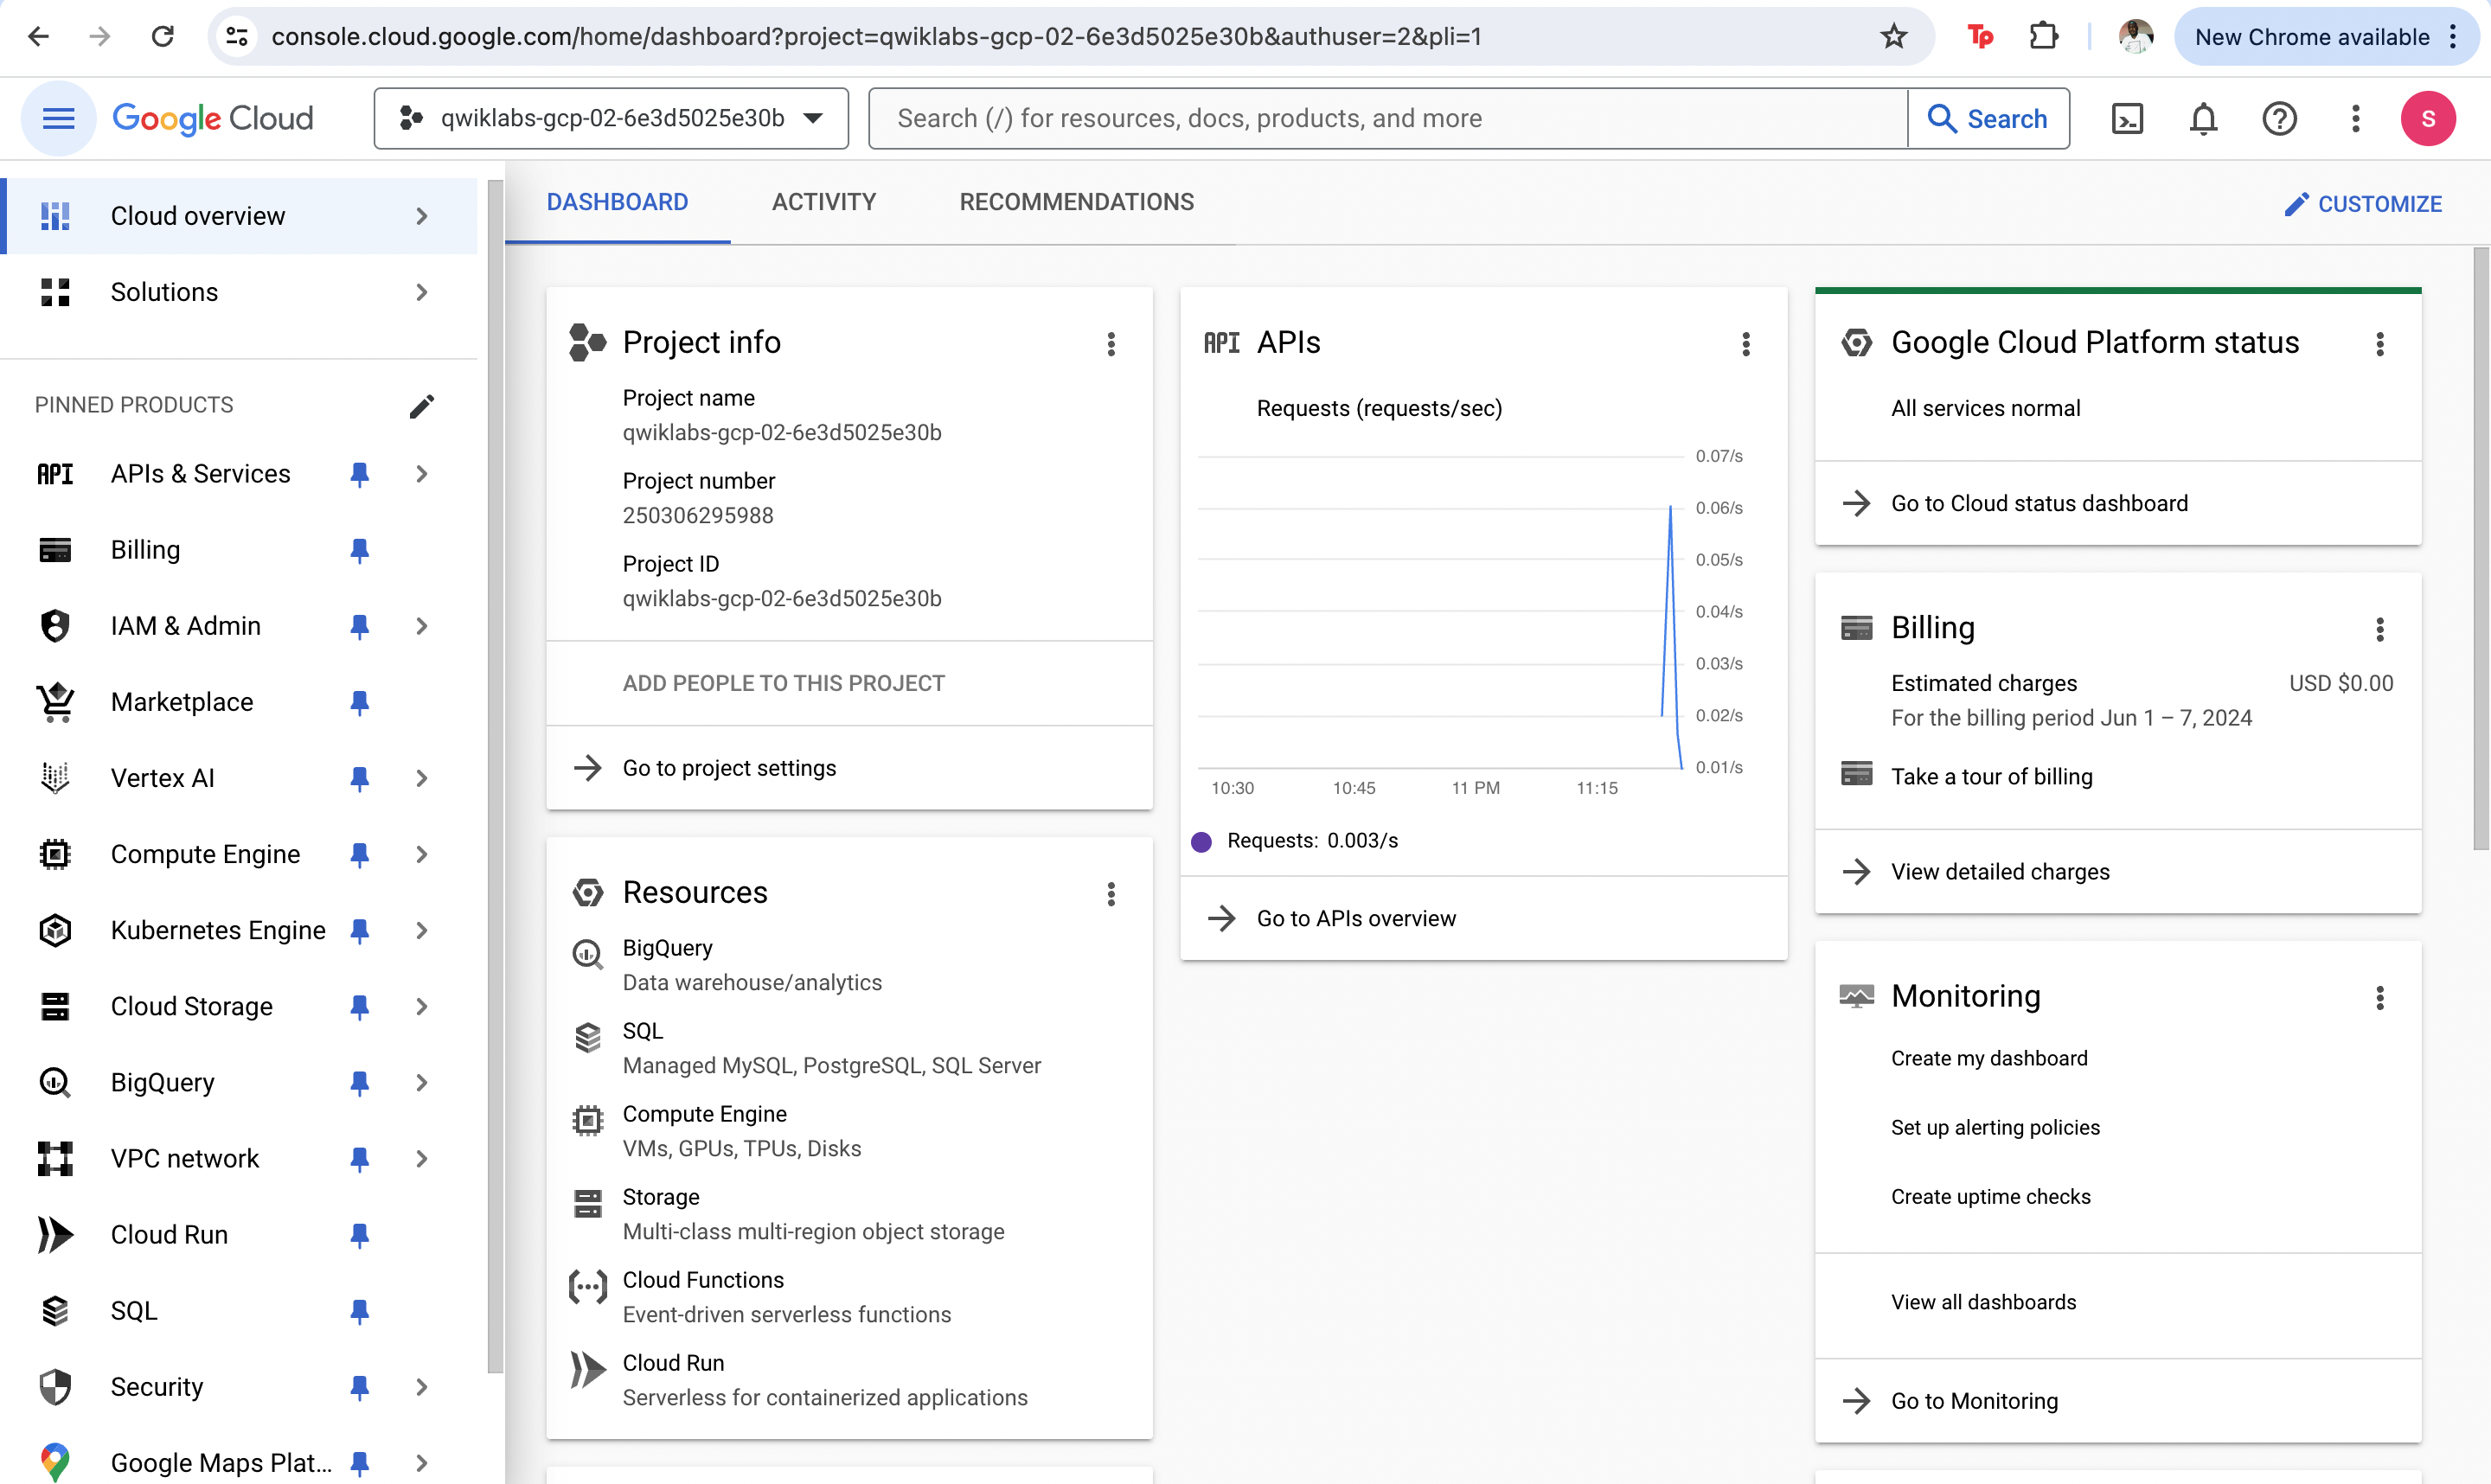 console.cloud.google.com/home/dashboard?project=qwiklabs-gcp-02-6e3d5025e30b&authuser=2&pli=1
Tp
New Chrome available
Google Cloud
qwiklabs-gcp-02-6e3d5025e30b
Search (/) for resources, docs, products, and more
Search
S
Cloud overview
Solutions
PINNED PRODUCTS
API
APIs & Services
Billing
IAM & Admin
Marketplace
Vertex AI
Compute Engine
Kubernetes Engine
Cloud Storage
BigQuery
VPC network
Cloud Run
SQL
Security
Google Maps Plat...
DASHBOARD
ACTIVITY
RECOMMENDATIONS
CUSTOMIZE
Project info
Project name
qwiklabs-gcp-02-6e3d5025e30b
Project number
250306295988
Project ID
qwiklabs-gcp-02-6e3d5025e30b
ADD PEOPLE TO THIS PROJECT
Go to project settings
Resources
BigQuery
Data warehouse/analytics
SQL
Managed MySQL, PostgreSQL, SQL Server
Compute Engine
VMs, GPUs, TPUs, Disks
Storage
Multi-class multi-region object storage
Cloud Functions
Event-driven serverless functions
Cloud Run
Serverless for containerized applications
API APIs
Requests (requests/sec)
0.07/s
0.06/s
0.05/s
0.04/s
0.03/s
0.02/s
0.01/s
10:30 10:45 11 PM 11:15
Requests: 0.003/s
Go to APIs overview
Google Cloud Platform status
All services normal
Go to Cloud status dashboard
Billing
Estimated charges USD $0.00
For the billing period Jun 1 – 7, 2024
Take a tour of billing
View detailed charges
Monitoring
Create my dashboard
Set up alerting policies
Create uptime checks
View all dashboards
Go to Monitoring